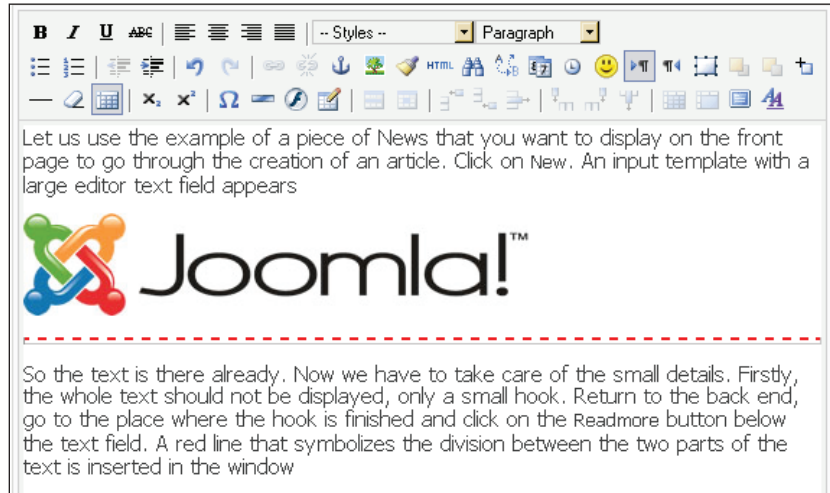 B I U ABC -- Styles -- Paragraph
HTML
Let us use the example of a piece of News that you want to display on the front
page to go through the creation of an article. Click on New. An input template with a
large editor text field appears
Joomla!™
So the text is there already. Now we have to take care of the small details. Firstly,
the whole text should not be displayed, only a small hook. Return to the back end,
go to the place where the hook is finished and click on the Readmore button below
the text field. A red line that symbolizes the division between the two parts of the
text is inserted in the window